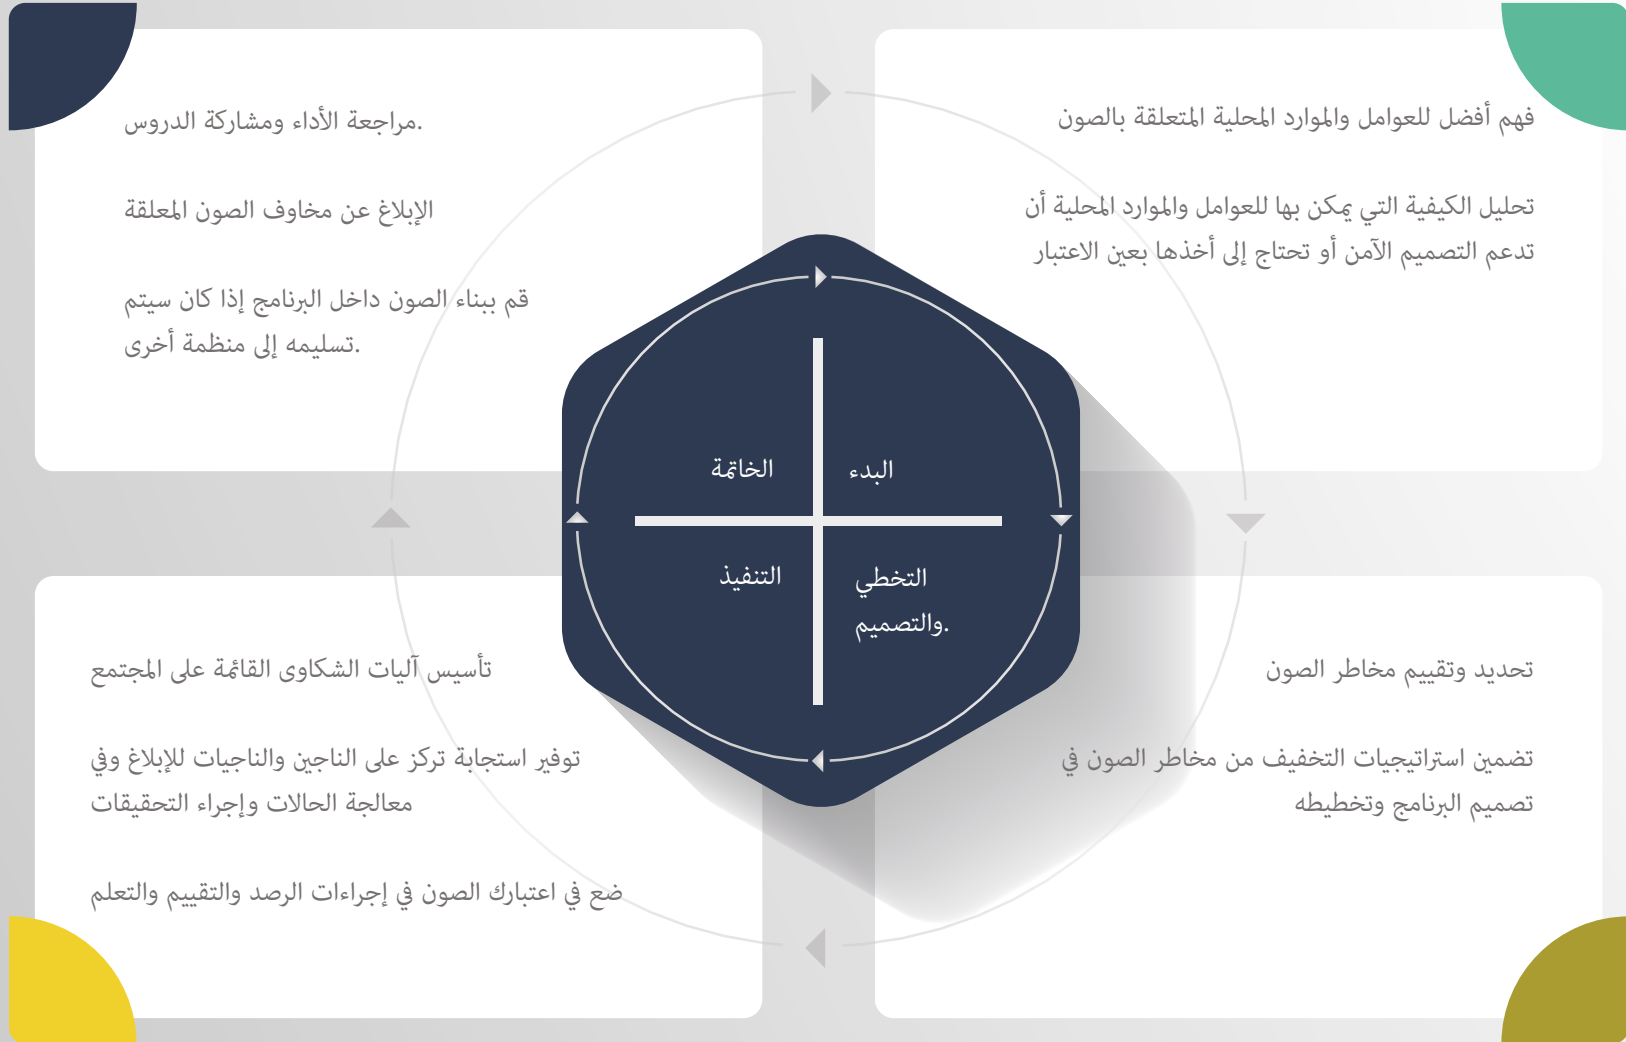 فهم أفضل للعوامل والموارد المحلية المتعلقة بالصون
تحليل الكيفية التي يمكن بها للعوامل والموارد المحلية أن
تدعم التصميم الآمن أو تحتاج إلى أخذها بعين الاعتبار
مراجعة الأداء ومشاركة الدروس.
الإبلاغ عن مخاوف الصون المعلقة
قم ببناء الصون داخل البرنامج إذا كان سيتم
تسليمه إلى منظمة أخرى.
البدء
الخاتمة
التخطي
والتصميم.
التنفيذ
تحديد وتقييم مخاطر الصون
تضمين استراتيجيات التخفيف من مخاطر الصون في
تصميم البرنامج وتخطيطه
تأسيس آليات الشكاوى القائمة على المجتمع
توفير استجابة تركز على الناجين والناجيات للإبلاغ وفي
معالجة الحالات وإجراء التحقيقات
ضع في اعتبارك الصون في إجراءات الرصد والتقييم والتعلم